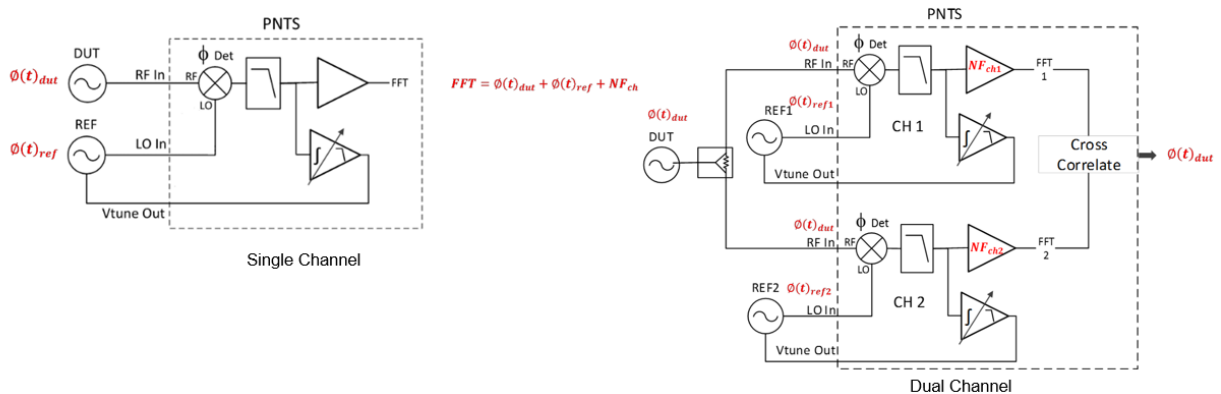 PNTS
DUT
Ø(t)dut
RF In
RF
ϕ Det
LO
FFT
REF
Ø(t)ref
LO In
Vtune Out
Single Channel
FFT = Ø(t)dut + Ø(t)ref + NFch
PNTS
Ø(t)dut
RF In
RF
ϕ Det
LO
NFch1
FFT
1
Ø(t)ref1
REF1
LO In
CH 1
Vtune Out
Ø(t)dut
DUT
Cross
Correlate
Ø(t)dut
Ø(t)dut
RF In
RF
ϕ Det
LO
NFch2
FFT
2
REF2
Ø(t)ref2
LO In
CH 2
Vtune Out
Dual Channel